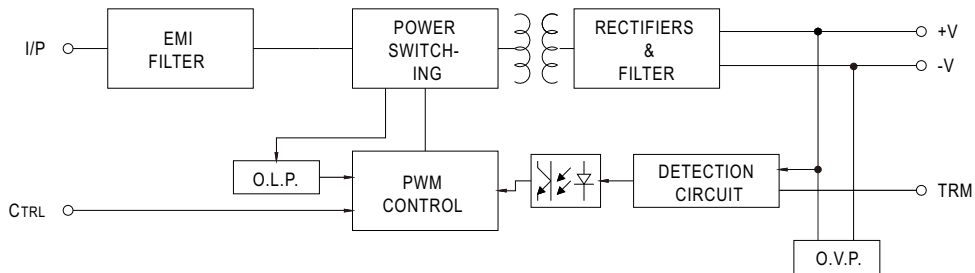 I/P
EMI
FILTER
POWER
SWITCH-
ING
RECTIFIERS
&
FILTER
+V
-V
O.L.P.
PWM
CONTROL
DETECTION
CIRCUIT
TRM
CTRL
O.V.P.